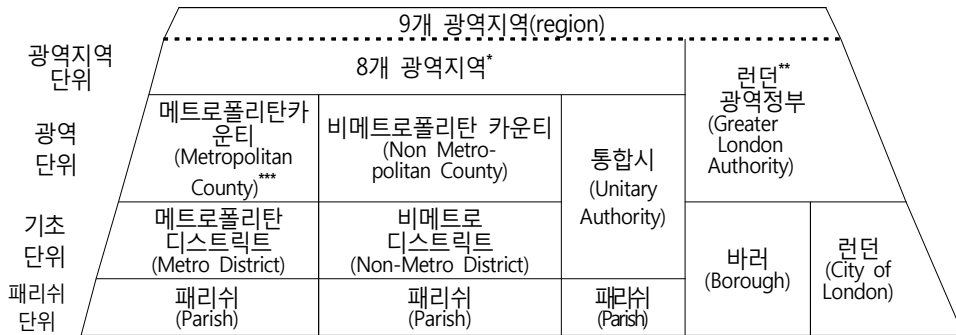 9개 광역지역(region)
광역지역
단위
8개 광역지역*
런던**
광역정부
(Greater
London
Authority)
광역
단위
메트로폴리탄카
운티
(Metropolitan
County)***
비메트로폴리탄 카운티
(Non Metro-
politan County)
통합시
(Unitary
Authority)
기초
단위
메트로폴리탄
디스트릭트
(Metro District)
비메트로
디스트릭트
(Non-Metro District)
바러
(Borough)
런던
(City of
London)
패리쉬
단위
패리쉬
(Parish)
패리쉬
(Parish)
패리쉬
(Parish)